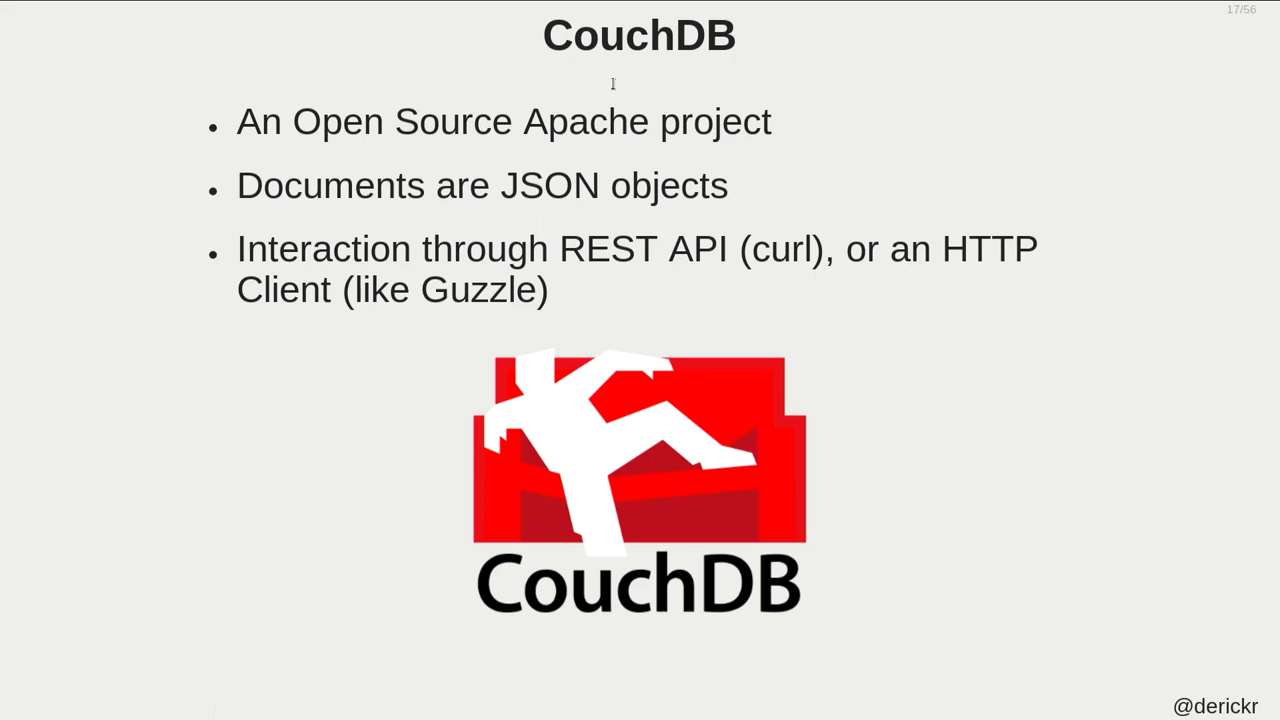 17/56
CouchDB
• An Open Source Apache project
• Documents are JSON objects
• Interaction through REST API (curl), or an HTTP
Client (like Guzzle)
CouchDB
@derickr